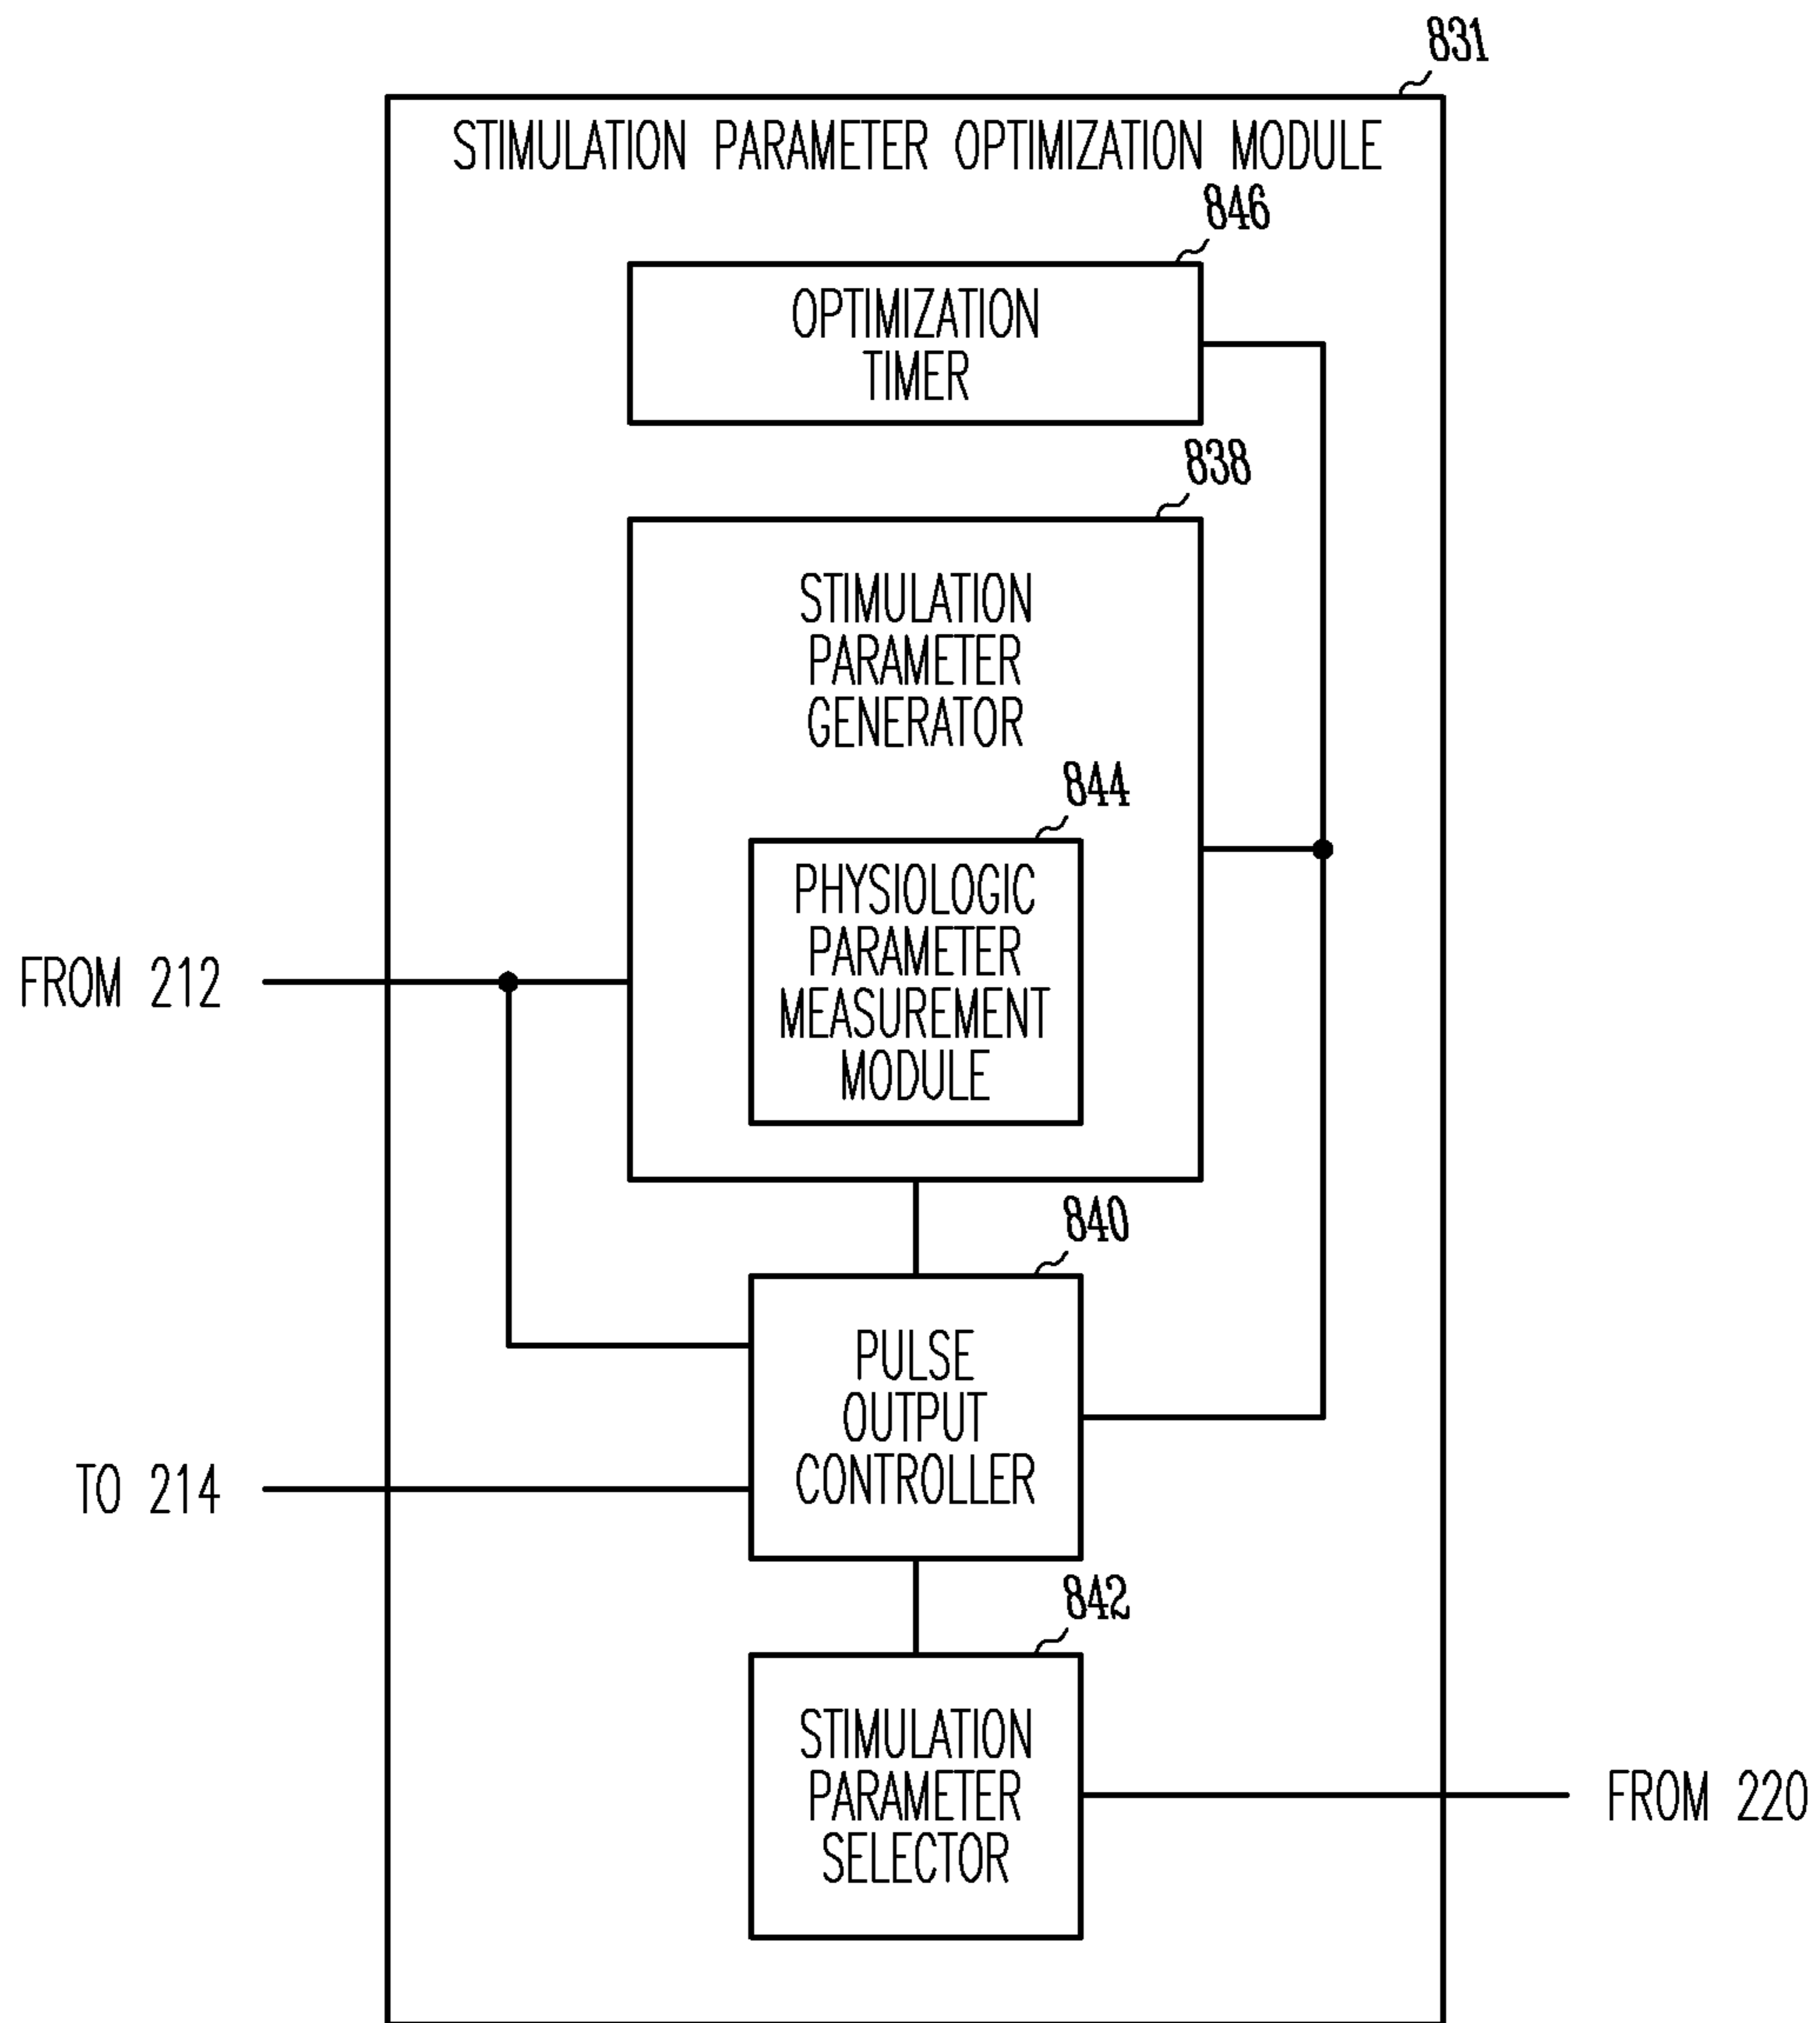 831
STIMULATION PARAMETER OPTIMIZATION MODULE
846
OPTIMIZATION
TIMER
838
STIMULATION
PARAMETER
GENERATOR
844
PHYSIOLOGIC
PARAMETER
MEASUREMENT
MODULE
FROM 212
840
PULSE
OUTPUT
CONTROLLER
TO 214
842
STIMULATION
PARAMETER
SELECTOR
FROM 220